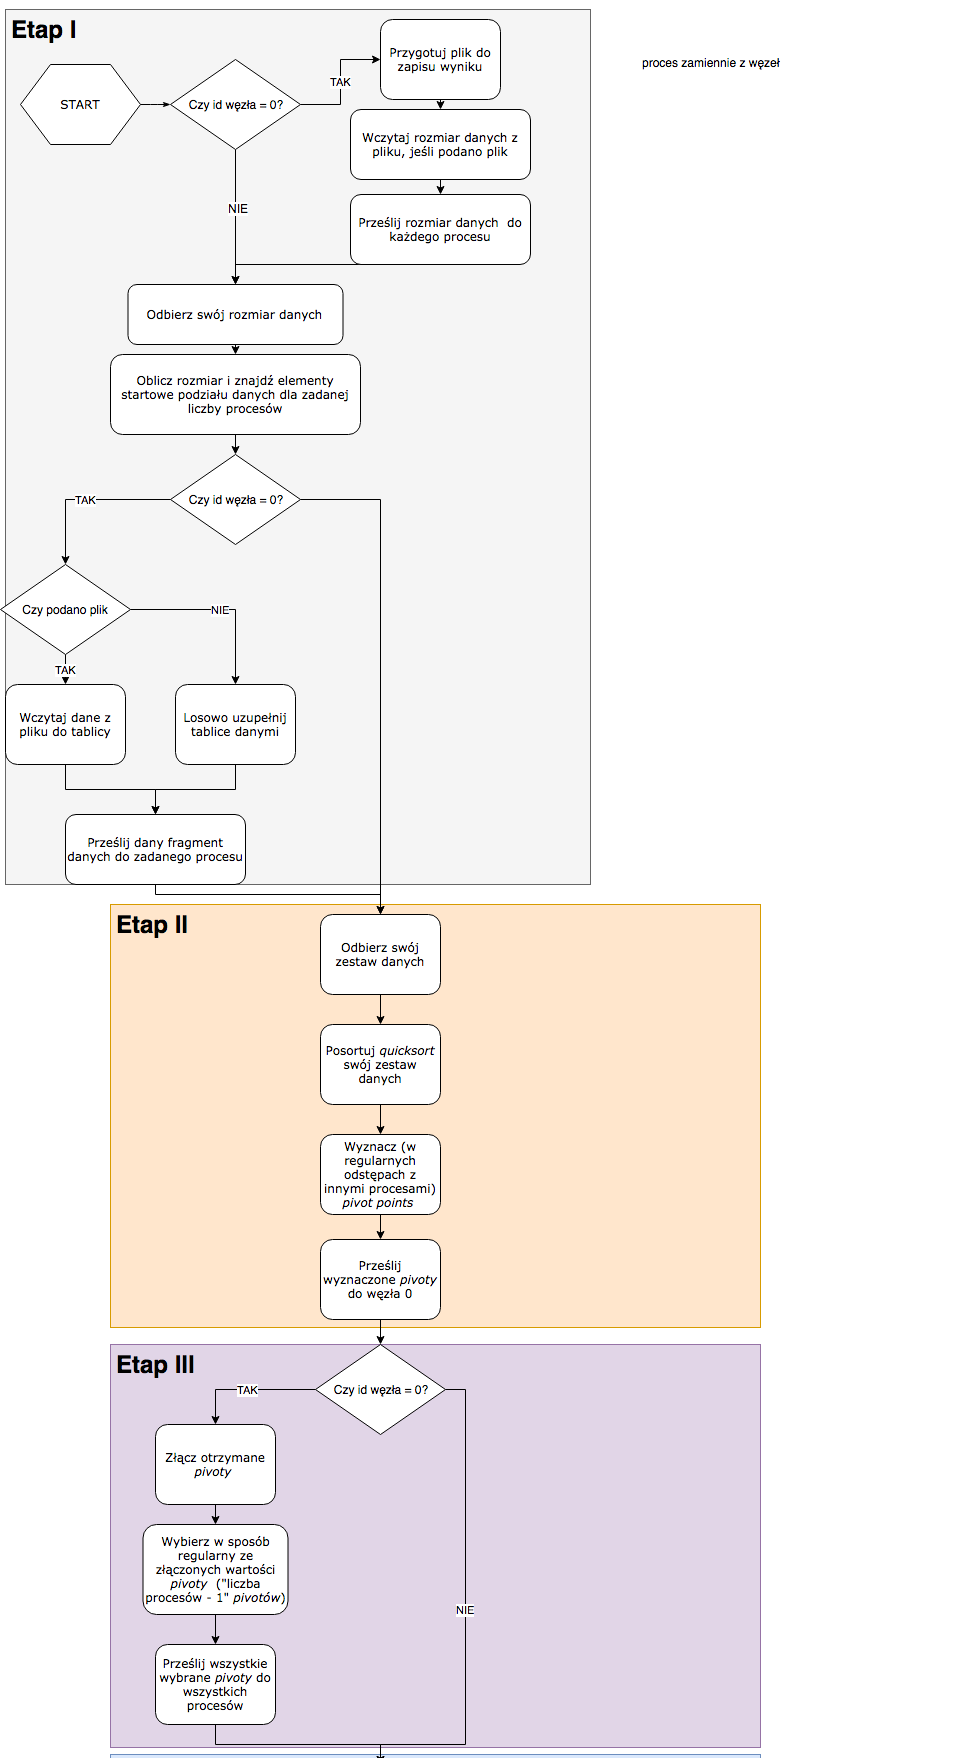 Etap I
START
Czy id węzła = 0?
TAK
Przygotuj plik do
zapisu wyniku
proces zamiennie z węzeł
Wczytaj rozmiar danych z
pliku, jeśli podano plik
NIE
Prześlij rozmiar danych do
każdego procesu
Odbierz swój rozmiar danych
Oblicz rozmiar i znajdź elementy
startowe podziału danych dla zadanej
liczby procesów
Czy id węzła = 0?
TAK
Czy podano plik
NIE
TAK
Wczytaj dane z
pliku do tablicy
Losowo uzupełnij
tablice danymi
Prześlij dany fragment
danych do zadanego procesu
Etap II
Odbierz swój
zestaw danych
Posortuj quicksort
swój zestaw
danych
Wyznacz (w
regularnych
odstępach z
innymi procesami)
pivot points
Prześlij
wyznaczone pivoty
do węzła 0
Etap III
Czy id węzła = 0?
TAK
Złącz otrzymane
pivoty
Wybierz w sposób
regularny ze
złączonych wartości
pivoty ("liczba
procesów - 1" pivotów)
NIE
Prześlij wszystkie
wybrane pivoty do
wszystkich
procesów